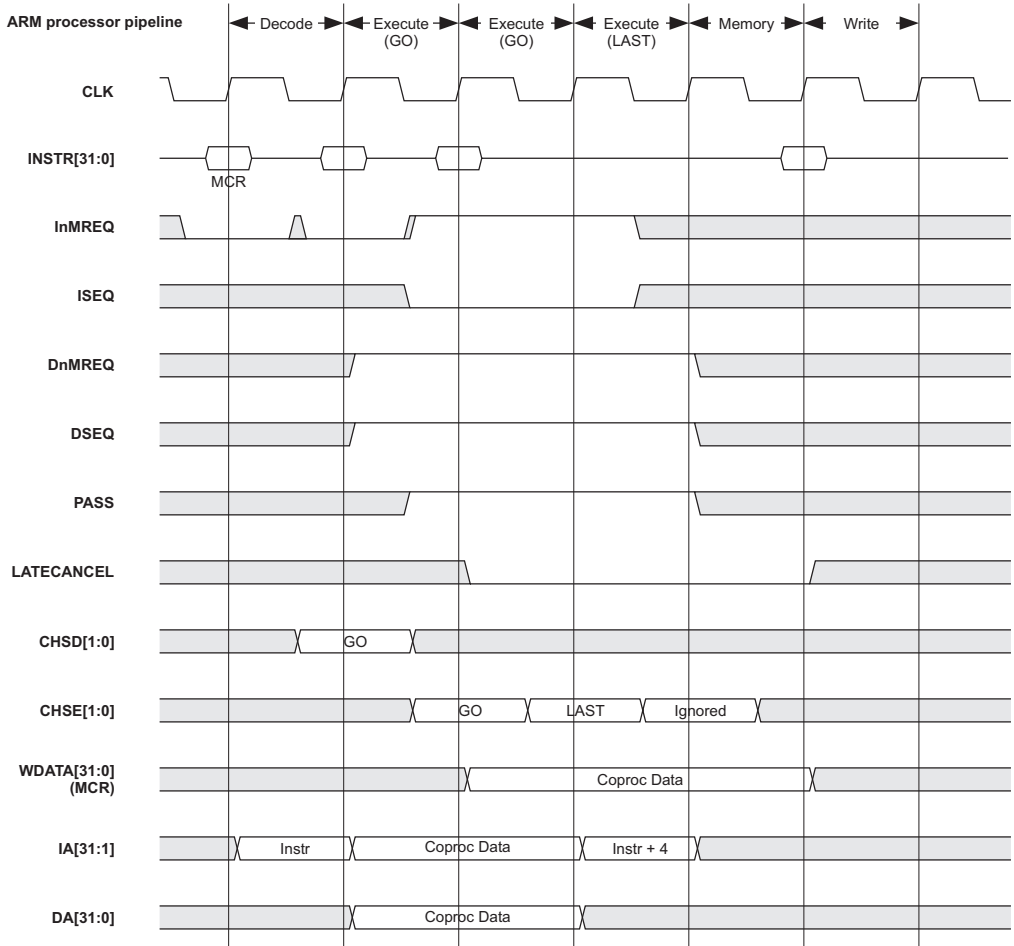 ARM processor pipeline
Decode Execute Execute Execute Memory Write
(GO) (GO) (LAST)
CLK
INSTR[31:0]
MCR
InMREQ
ISEQ
DnMREQ
DSEQ
PASS
LATECANCEL
CHSD[1:0] GO
CHSE[1:0] GO LAST Ignored
WDATA[31:0]
(MCR) Coproc Data
IA[31:1] Instr Coproc Data Instr + 4
DA[31:0] Coproc Data